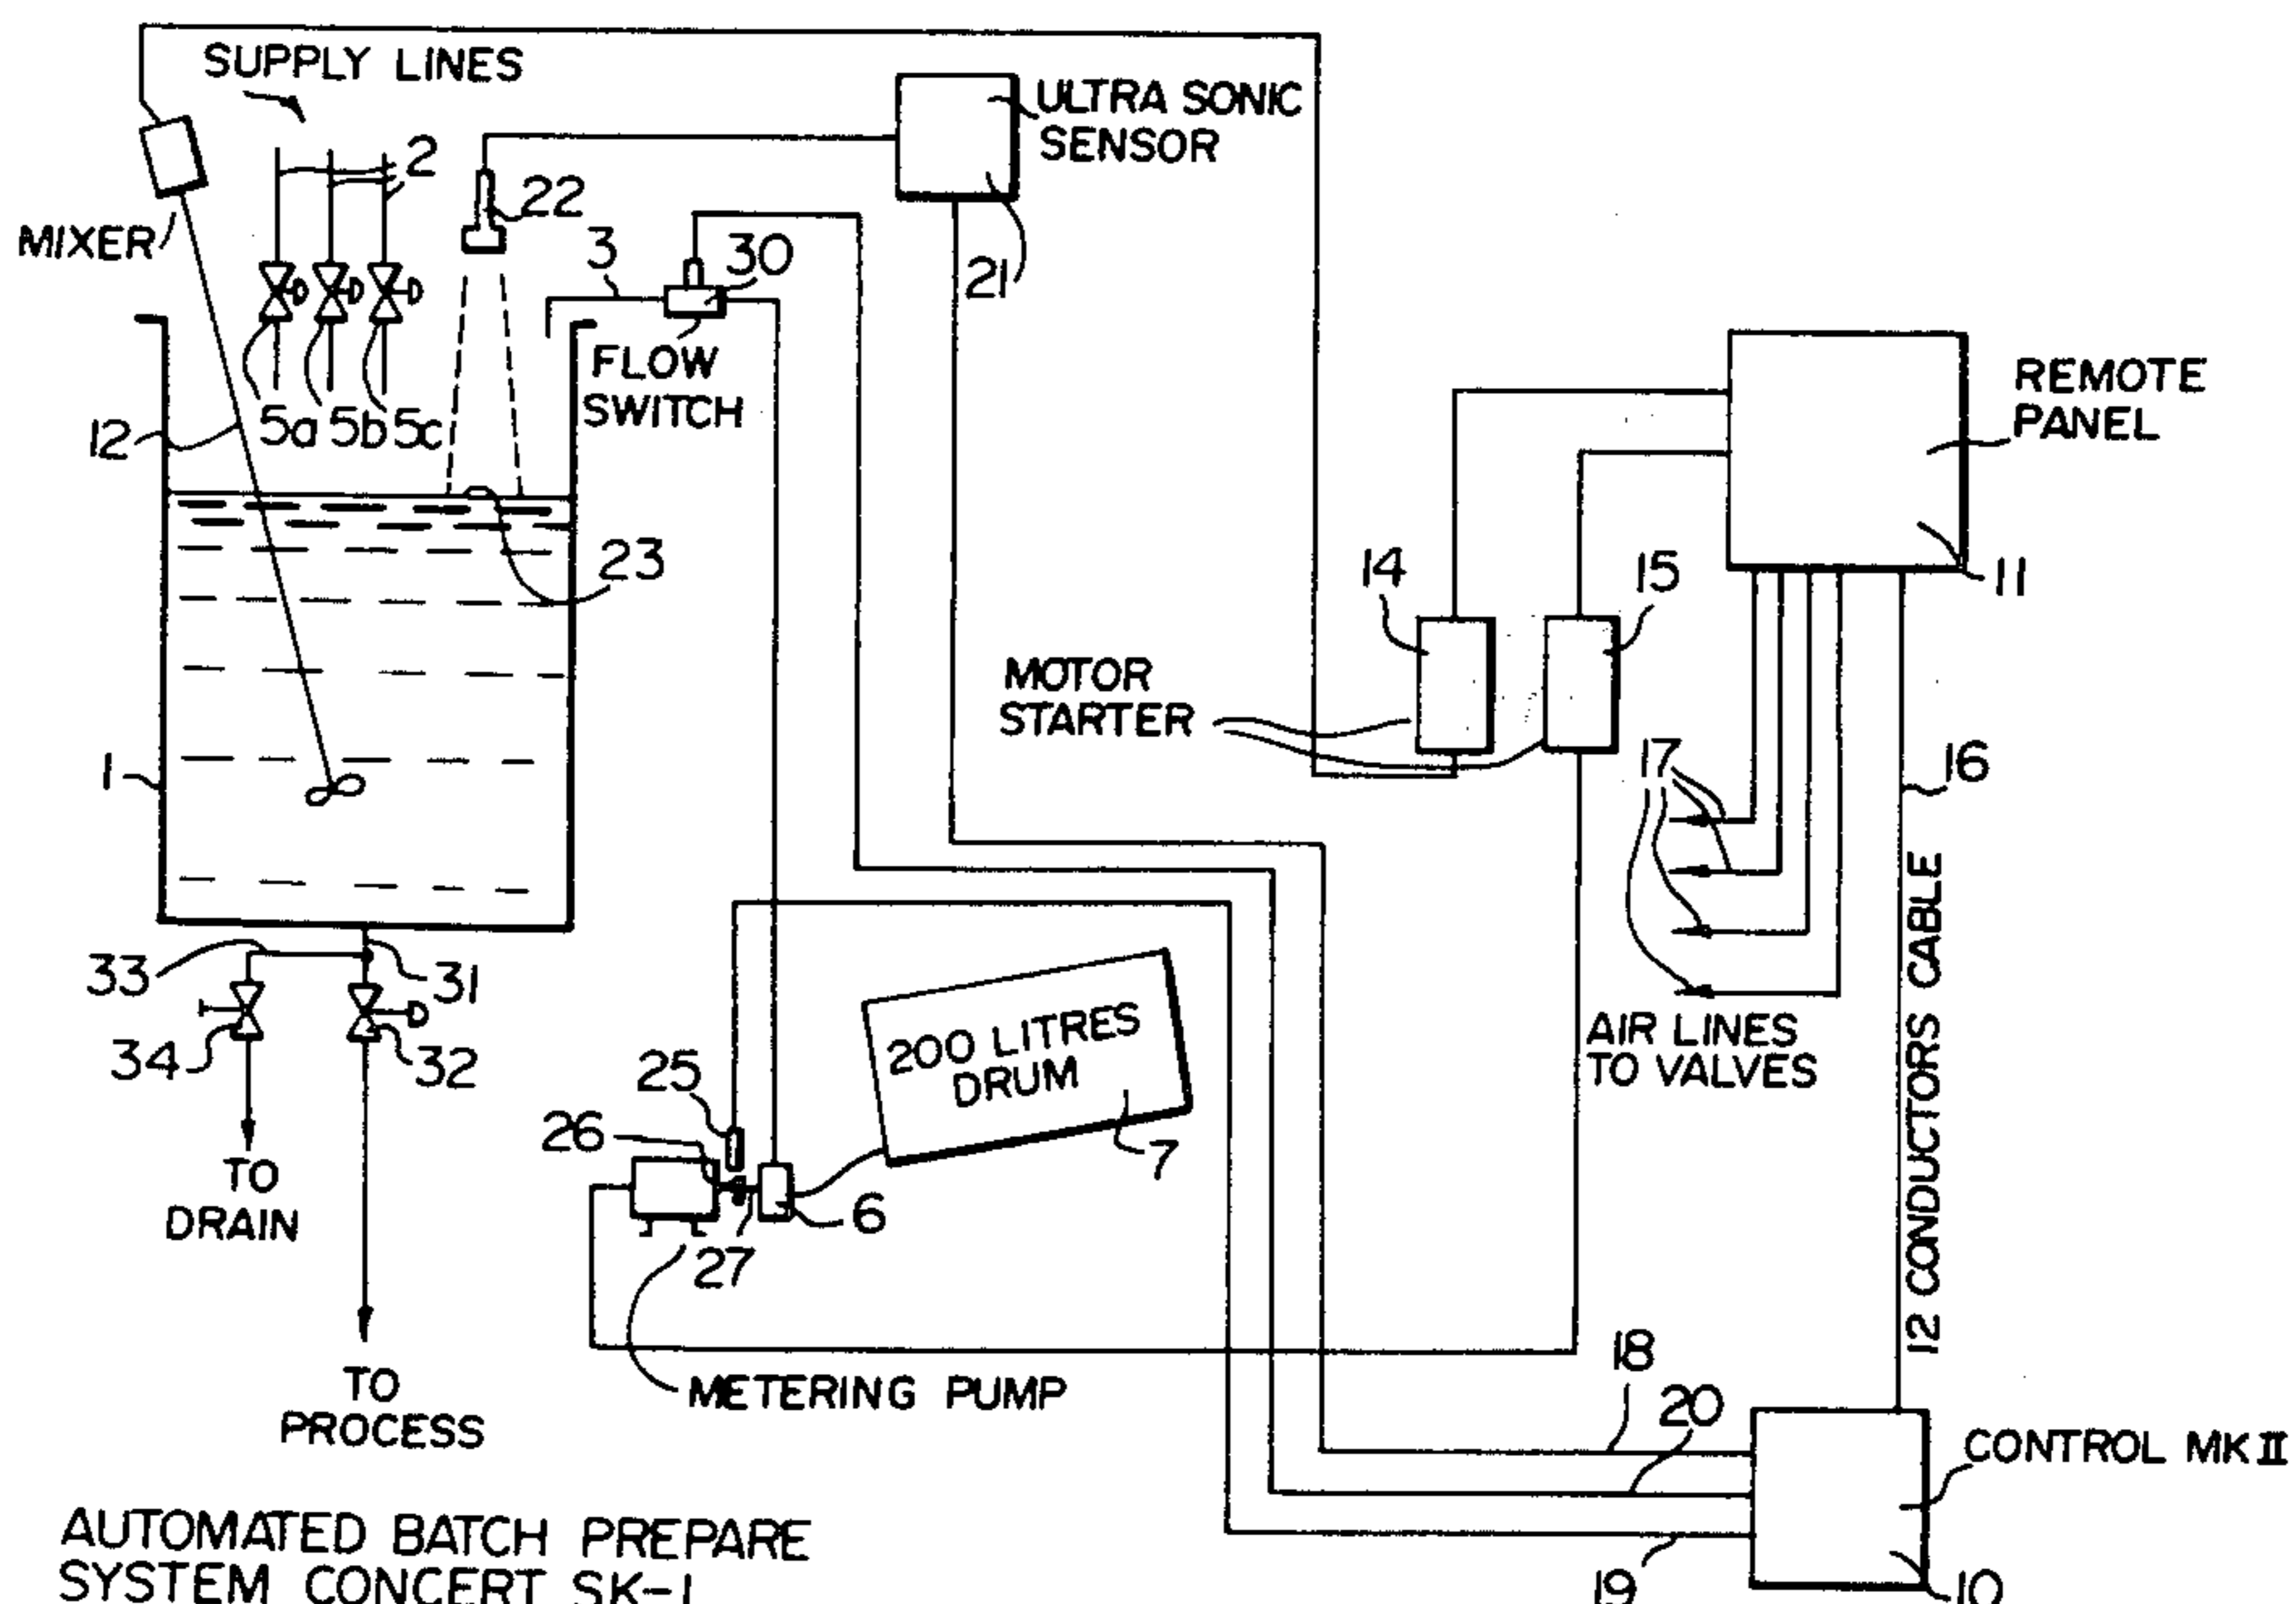 SUPPLY LINES
ULTRA SONIC
SENSOR
2
22
MIXER
3
30
21
FLOW
SWITCH
REMOTE
PANEL
12
5a 5b 5c
23
14
15
11
MOTOR
STARTER
1
17
16
33
31
200 LITRES
DRUM
AIR LINES
TO VALVES
12 CONDUCTORS CABLE
34
32
25
26
7
TO
DRAIN
27
6
TO
PROCESS
METERING PUMP
18
20
CONTROL MK II
19
10
AUTOMATED BATCH PREPARE
SYSTEM CONCERT SK-1